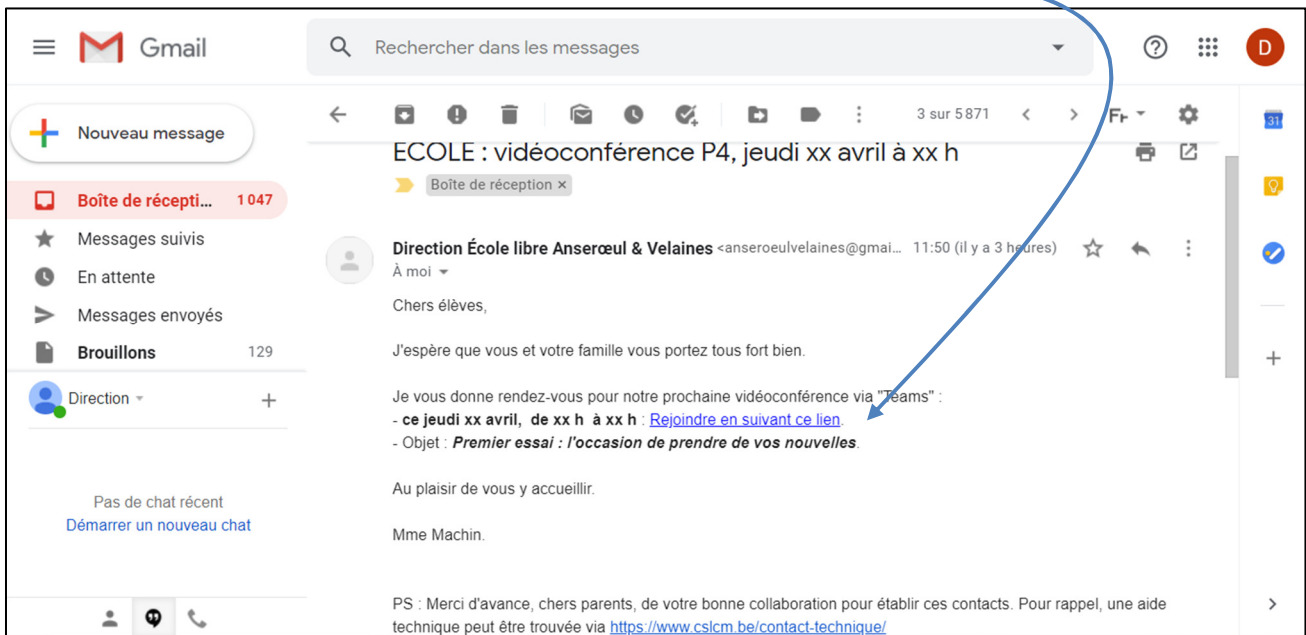 Gmail
Rechercher dans les messages
D
Nouveau message
3 sur 5 871
31
ECOLE : vidéoconférence P4, jeudi xx avril à xx h
Boîte de réception ×
Boîte de récepti... 1 047
Messages suivis
En attente
Messages envoyés
Brouillons 129
Direction
Pas de chat récent
Démarrer un nouveau chat
Direction École libre Anserœul & Velaines <anseroeulvelaines@gmai... 11:50 (il y a 3 heures)
À moi
Chers élèves,
J'espère que vous et votre famille vous portez tous fort bien.
Je vous donne rendez-vous pour notre prochaine vidéoconférence via "Teams" :
- ce jeudi xx avril, de xx h à xx h : Rejoindre en suivant ce lien.
- Objet : Premier essai : l'occasion de prendre de vos nouvelles.
Au plaisir de vous y accueillir.
Mme Machin.
PS : Merci d'avance, chers parents, de votre bonne collaboration pour établir ces contacts. Pour rappel, une aide
technique peut être trouvée via https://www.cslcm.be/contact-technique/